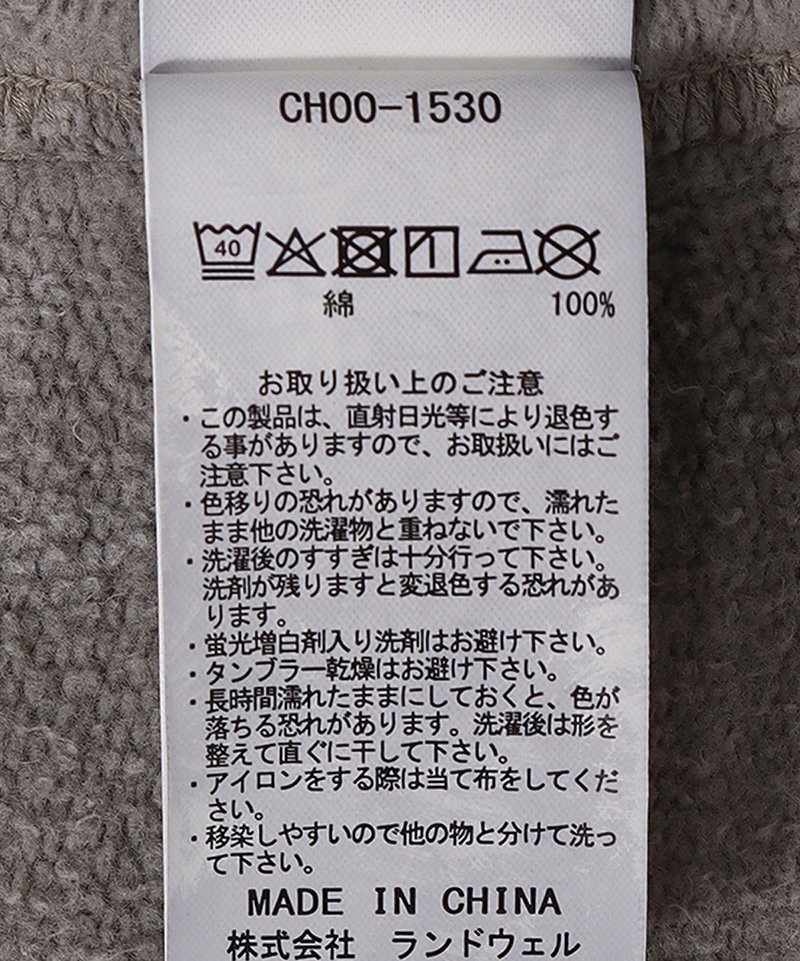 CH00-1530
40
綿 100%
お取り扱い上のご注意
・この製品は、直射日光等により退色す
る事がありますので、お取扱いにはご
注意下さい。
・色移りの恐れがありますので、濡れた
まま他の洗濯物と重ねないで下さい。
・洗濯後のすすぎは十分行って下さい。
洗剤が残りますと変退色する恐れがあ
ります。
・蛍光増白剤入り洗剤はお避け下さい。
・タンブラー乾燥はお避け下さい。
・長時間濡れたままにしておくと、色が
落ちる恐れがあります。洗濯後は形を
整えて直ぐに干して下さい。
・アイロンをする際は当て布をしてくだ
さい。
・移染しやすいので他の物と分けて洗っ
て下さい。
MADE IN CHINA
株式会社 ランドウェル